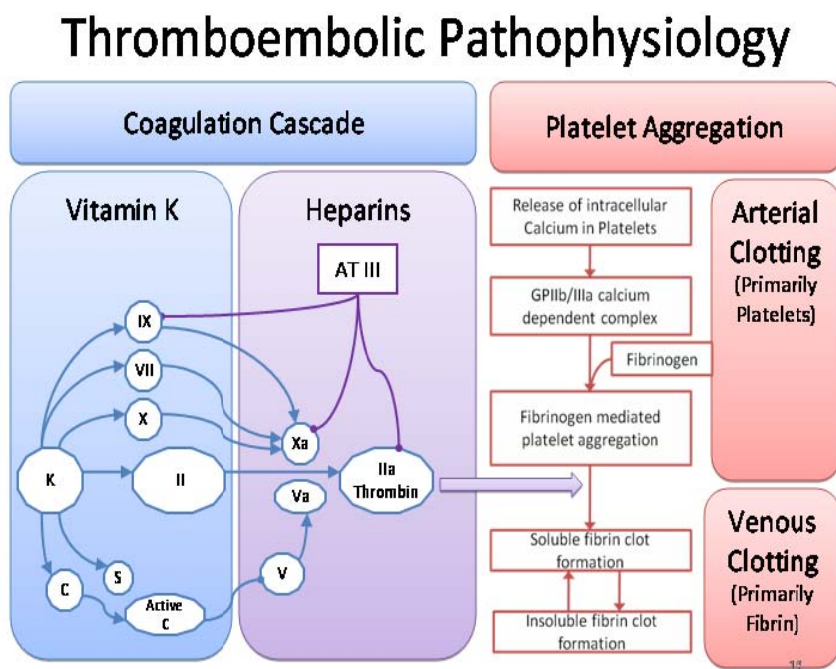 Thromboembolic Pathophysiology
Coagulation Cascade
Platelet Aggregation
Vitamin K
Heparins
AT III
IX
VII
X
Xa
K
II
IIa
Thrombin
Va
V
S
C
Active
C
Release of intracellular
Calcium in Platelets
GPIIb/IIIa calcium
dependent complex
Fibrinogen
Fibrinogen mediated
platelet aggregation
Soluble fibrin clot
formation
Insoluble fibrin clot
formation
Arterial
Clotting
(Primarily
Platelets)
Venous
Clotting
(Primarily
Fibrin)